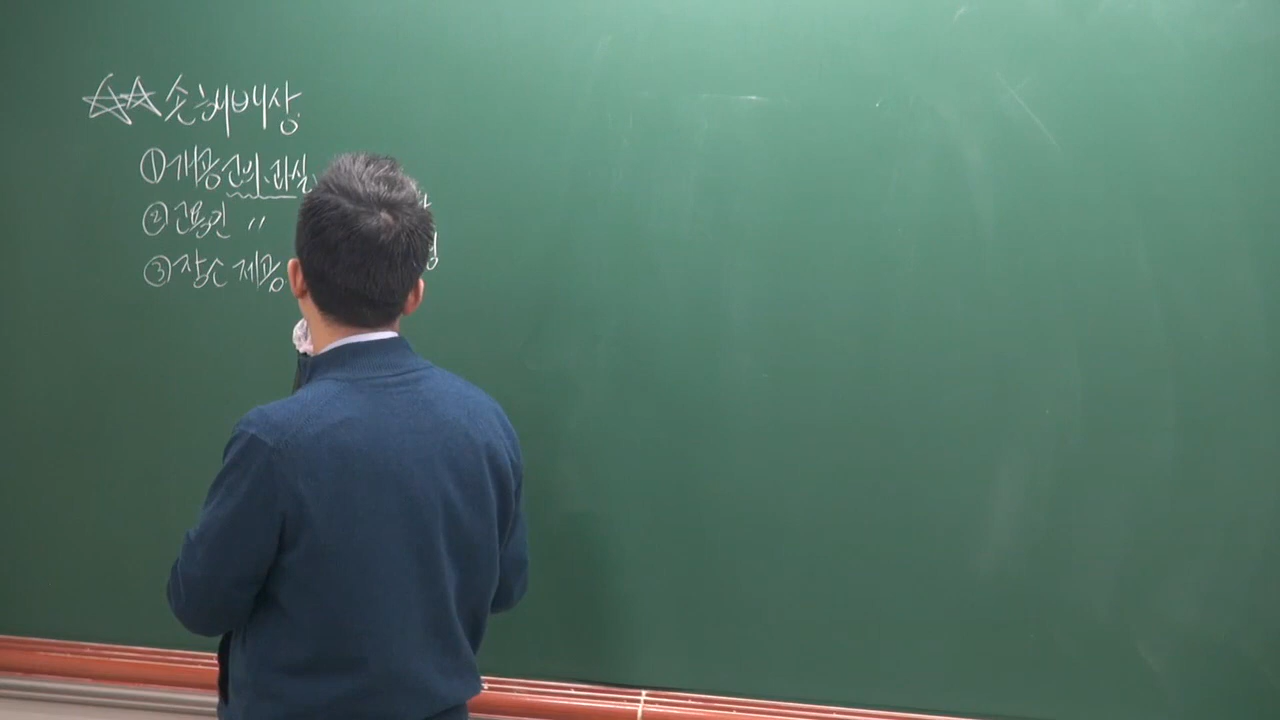 ☆☆ 손해배상
① 개공 고의·과실
② 고용인 〃
③ 장소 제공